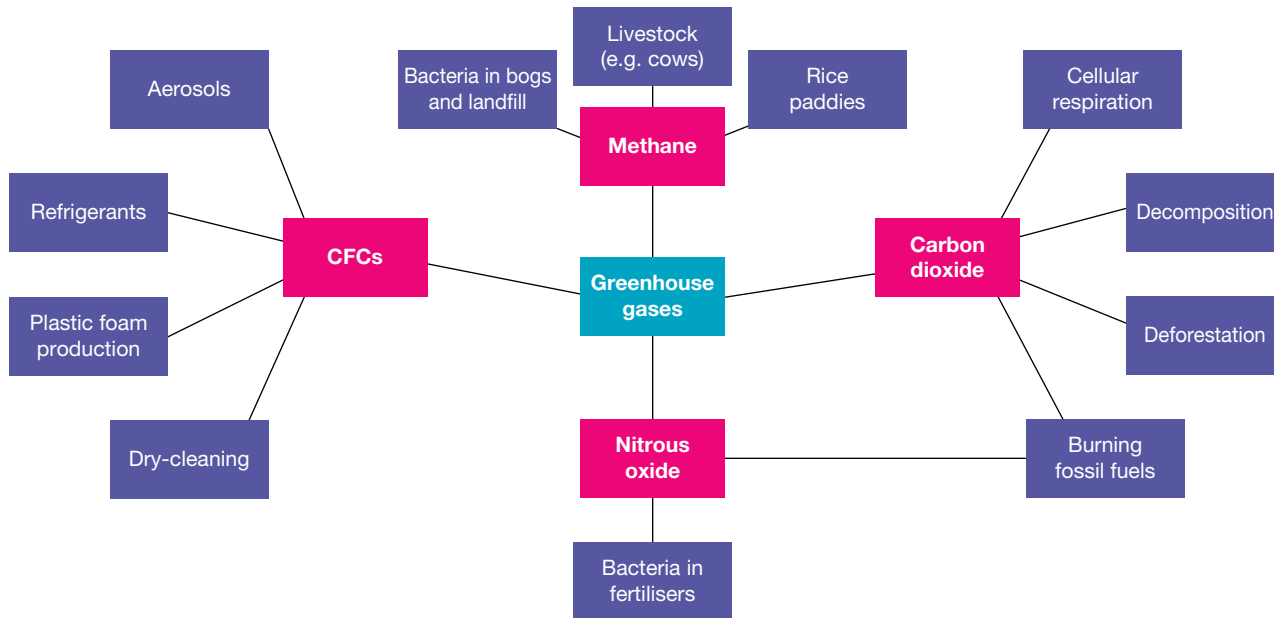 Livestock
(e.g. cows)
Bacteria in bogs
and landfill
Rice
paddies
Aerosols
Cellular
respiration
Methane
Refrigerants
Decomposition
CFCs
Carbon
dioxide
Greenhouse
gases
Plastic foam
production
Deforestation
Dry-cleaning
Nitrous
oxide
Burning
fossil fuels
Bacteria in
fertilisers